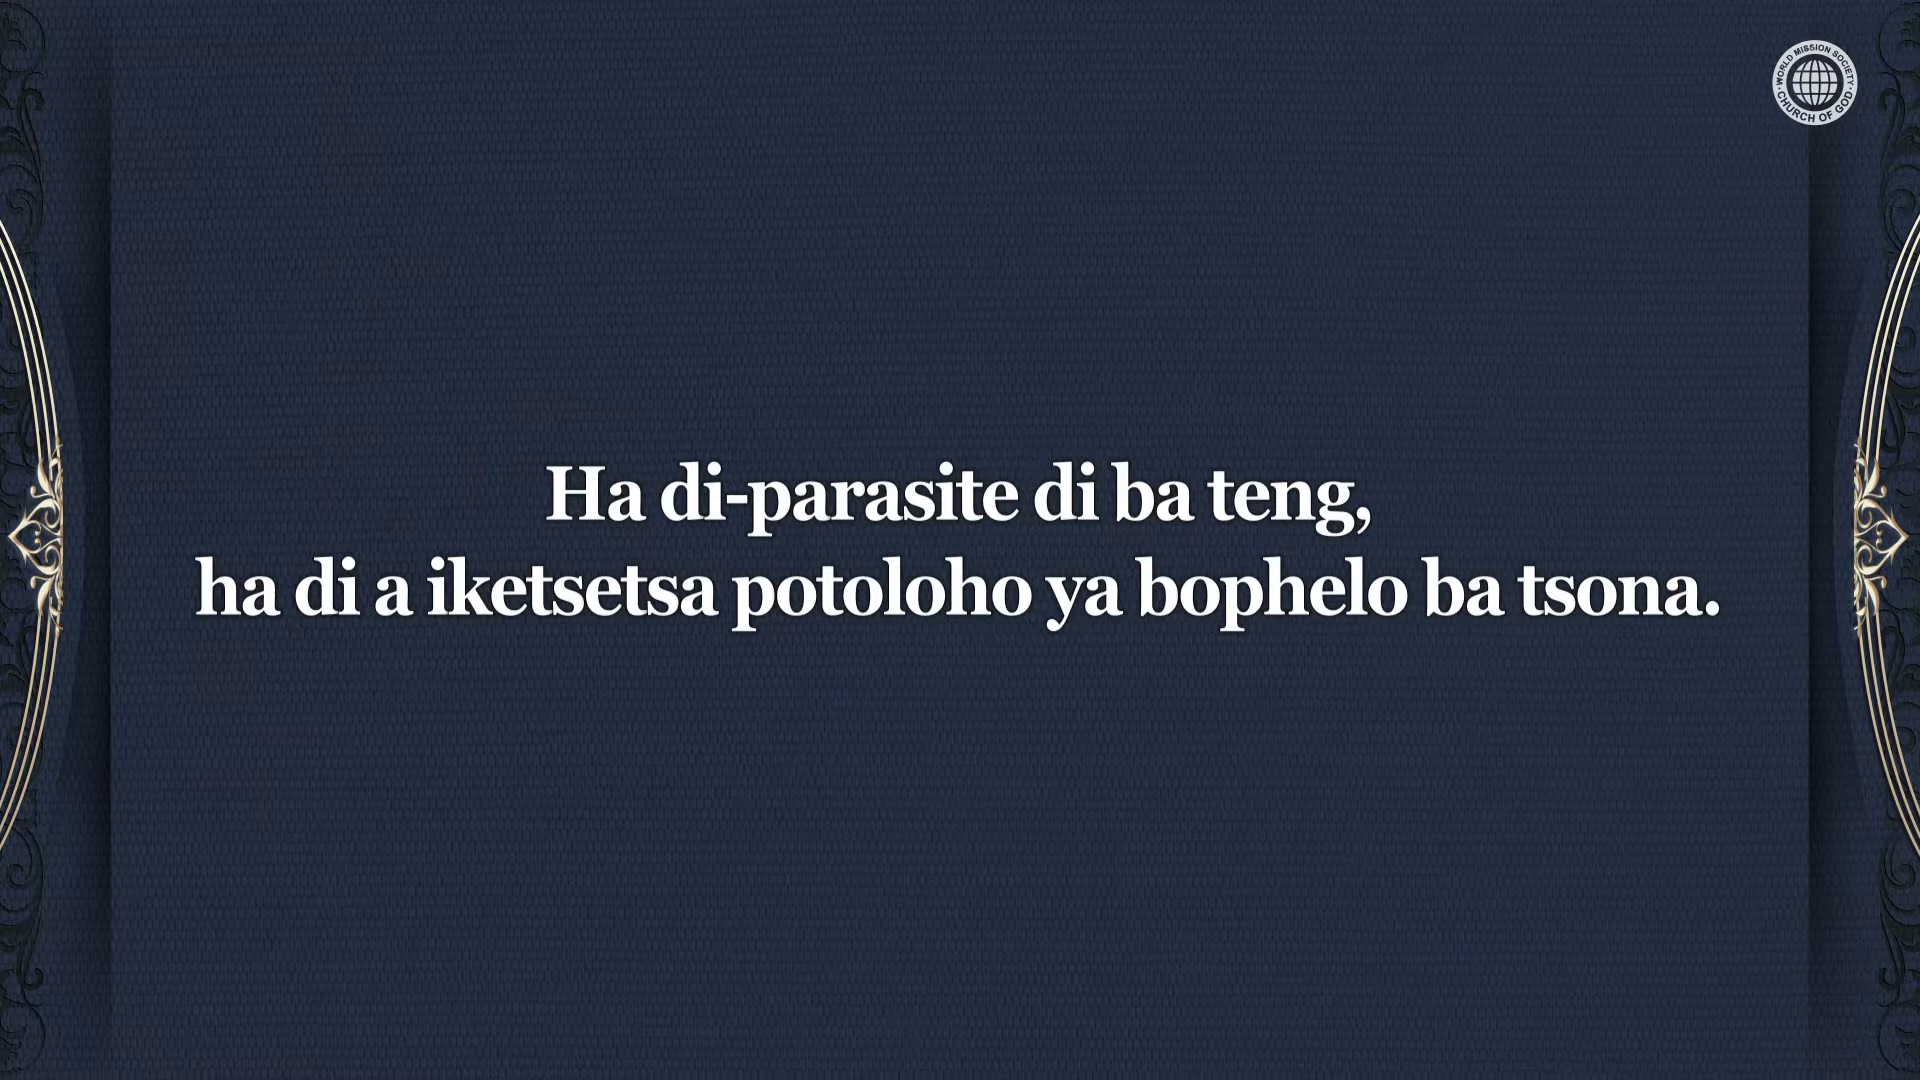 WORLD MISSION SOCIETY
CHURCH OF GOD
Ha di-parasite di ba teng,
ha di a iketsetsa potoloho ya bophelo ba tsona.